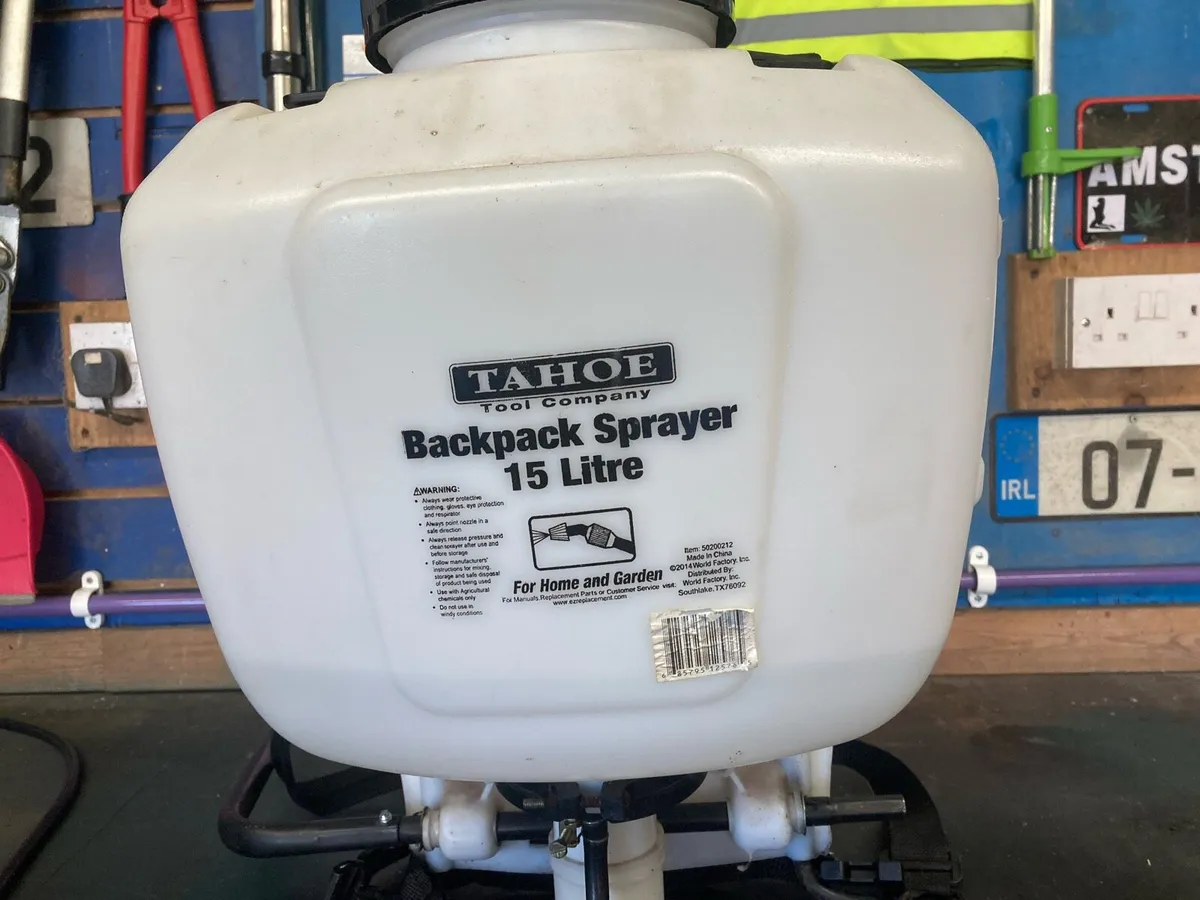 2
AMST
07-
IRL
TAHOE
Tool Company
Backpack Sprayer
15 Litre
⚠WARNING:
• Always wear protective
clothing, gloves, eye protection
and respirator
• Always point nozzle in a
safe direction
• Always release pressure and
clean sprayer after use and
before storage
• Follow manufacturers'
instructions for mixing,
storage and safe disposal
of product being used
• Use with Agricultural
chemicals only
• Do not use in
windy conditions
For Home and Garden
For Manuals, Replacement Parts or Customer Service visit:
www.ezreplacement.com
Item: 50200212
Made in China
©2014 World Factory, Inc.
Distributed By:
World Factory, Inc.
Southlake, TX76092